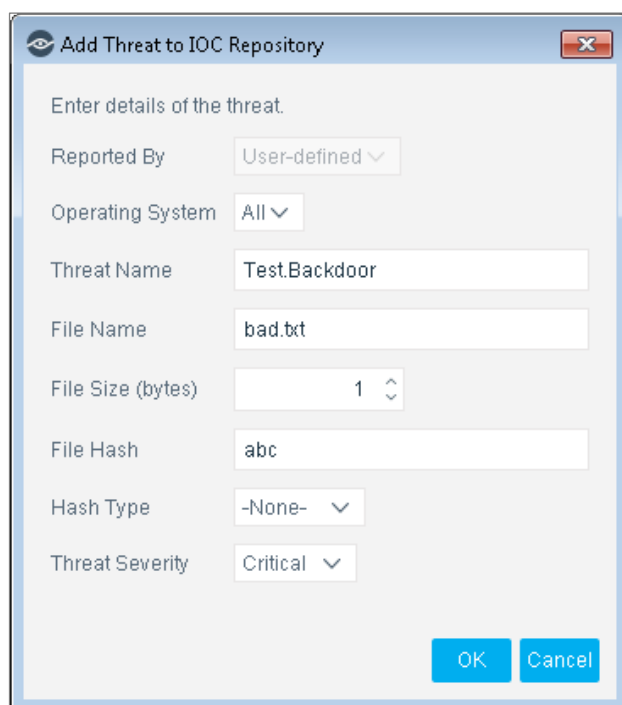 Add Threat to IOC Repository
Enter details of the threat.
Reported By User-defined
Operating System All
Threat Name Test.Backdoor
File Name bad.txt
File Size (bytes) 1
File Hash abc
Hash Type -None-
Threat Severity Critical
OK Cancel